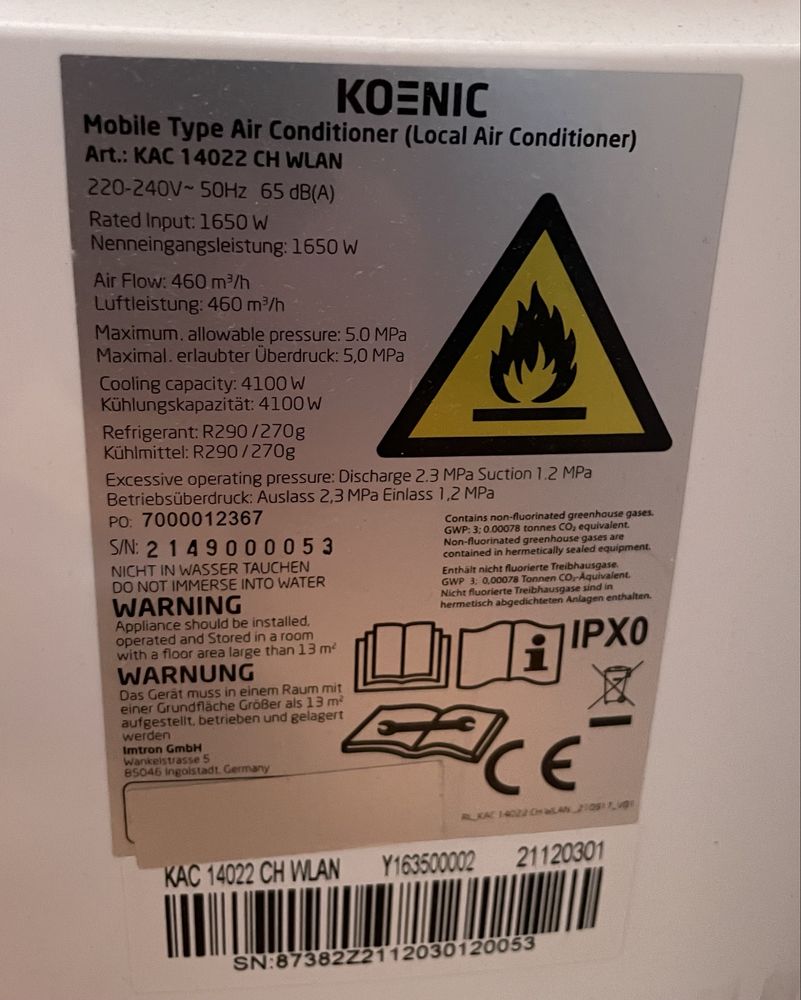 KOENIC
Mobile Type Air Conditioner (Local Air Conditioner)
Art.: KAC 14022 CH WLAN
220-240V~ 50Hz 65 dB(A)
Rated Input: 1650 W
Nenneingangsleistung: 1650 W
Air Flow: 460 m³/h
Luftleistung: 460 m³/h
Maximum. allowable pressure: 5.0 MPa
Maximal. erlaubter Überdruck: 5,0 MPa
Cooling capacity: 4100 W
Kühlungskapazität: 4100 W
Refrigerant: R290 / 270g
Kühlmittel: R290 / 270g
Excessive operating pressure: Discharge 2.3 MPa Suction 1.2 MPa
Betriebsüberdruck: Auslass 2,3 MPa Einlass 1,2 MPa
PO: 7000012367
S/N: 2149000053
NICHT IN WASSER TAUCHEN
DO NOT IMMERSE INTO WATER
Contains non-fluorinated greenhouse gases.
GWP: 3; 0.00078 tonnes CO₂ equivalent.
Non-fluorinated greenhouse gases are
contained in hermetically sealed equipment.
Enthält nicht fluorierte Treibhausgase.
GWP 3; 0,00078 Tonnen CO₂-Äquivalent.
Nicht fluorierte Treibhausgase sind in
hermetisch abgedichteten Anlagen enthalten.
WARNING
Appliance should be installed,
operated and Stored in a room
with a floor area large than 13 m²
WARNUNG
Das Gerät muss in einem Raum mit
einer Grundfläche Größer als 13 m²
aufgestellt, betrieben und gelagert
werden
Imtron GmbH
Wankelstrasse 5
85046 Ingolstadt, Germany
i
IPX0
CE
RL_KAC 14022 CH WLAN _210517_V01
KAC 14022 CH WLAN Y163500002 21120301
SN:87382Z2112030120053